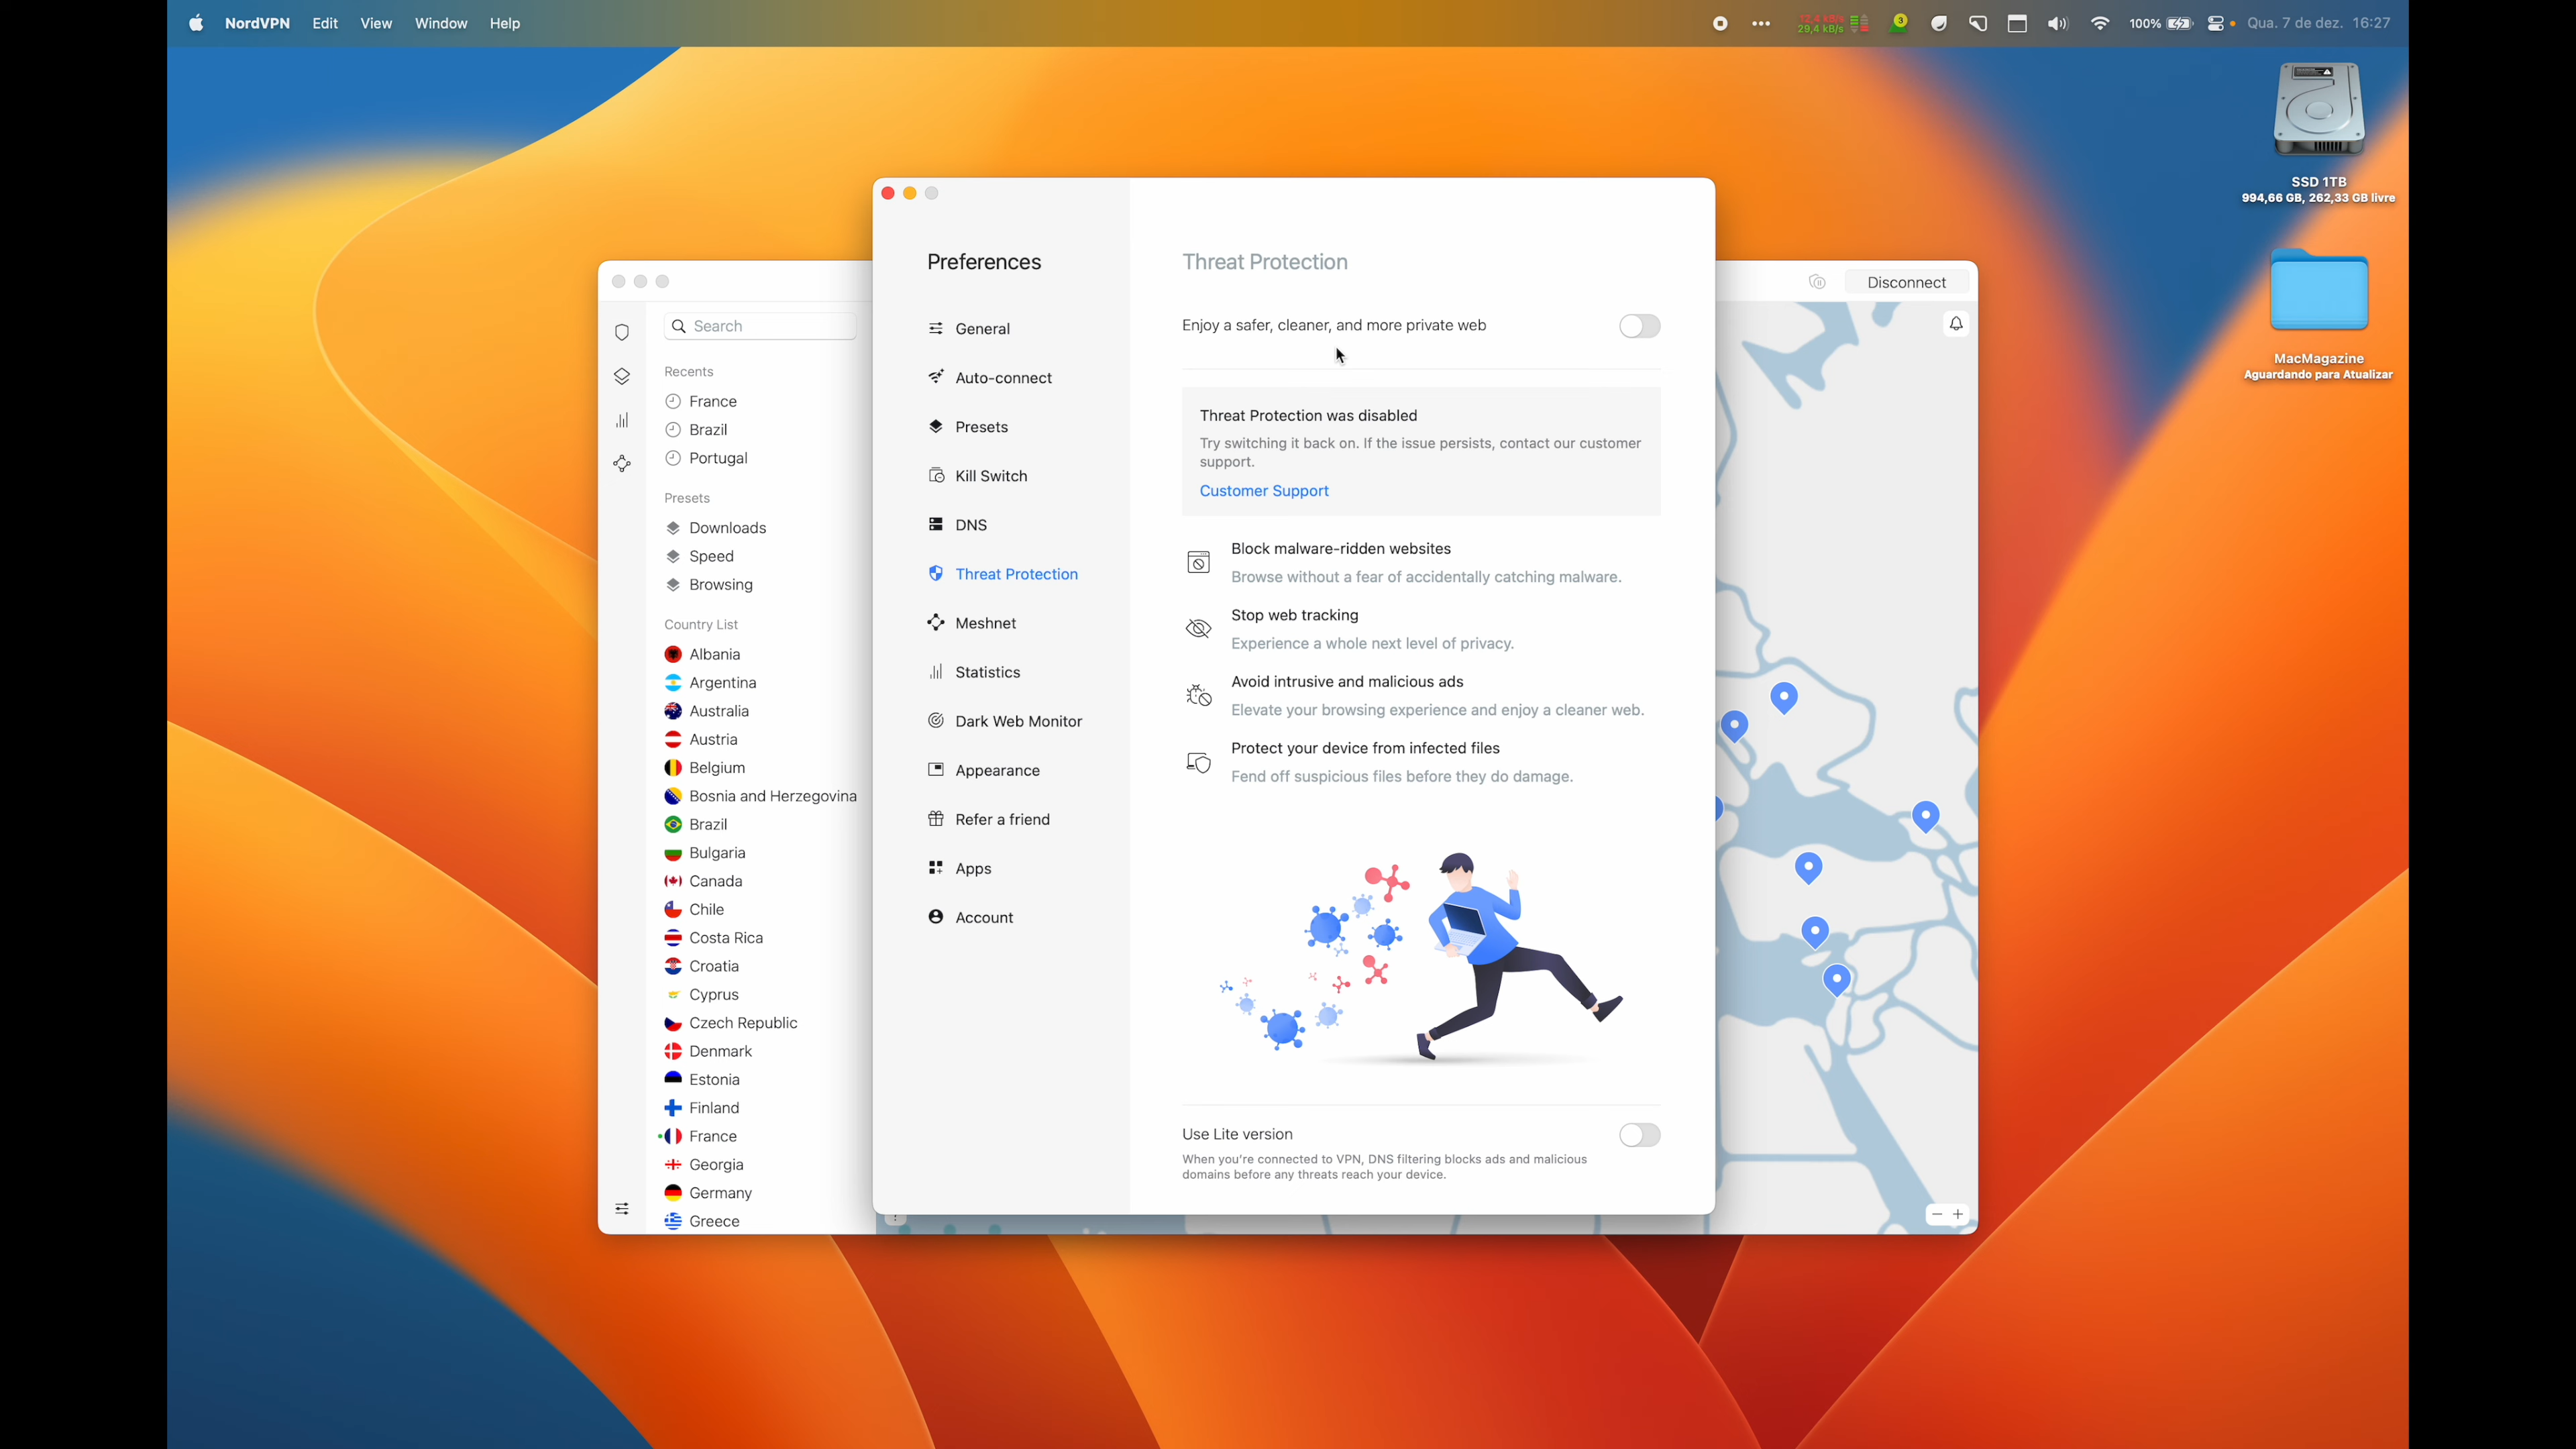 NordVPN Edit View Window Help
12,4 kB/s
29,4 kB/s
3
100%
Qua. 7 de dez. 16:27
SSD 1TB
994,66 GB, 262,33 GB livre
MacMagazine
Aguardando para Atualizar
Disconnect
Search
Recents
France
Brazil
Portugal
Presets
Downloads
Speed
Browsing
Country List
Albania
Argentina
Australia
Austria
Belgium
Bosnia and Herzegovina
Brazil
Bulgaria
Canada
Chile
Costa Rica
Croatia
Cyprus
Czech Republic
Denmark
Estonia
Finland
France
Georgia
Germany
Greece
Preferences
General
Auto-connect
Presets
Kill Switch
DNS
Threat Protection
Meshnet
Statistics
Dark Web Monitor
Appearance
Refer a friend
Apps
Account
Threat Protection
Enjoy a safer, cleaner, and more private web
Threat Protection was disabled
Try switching it back on. If the issue persists, contact our customer
support.
Customer Support
Block malware-ridden websites
Browse without a fear of accidentally catching malware.
Stop web tracking
Experience a whole next level of privacy.
Avoid intrusive and malicious ads
Elevate your browsing experience and enjoy a cleaner web.
Protect your device from infected files
Fend off suspicious files before they do damage.
Use Lite version
When you're connected to VPN, DNS filtering blocks ads and malicious
domains before any threats reach your device.